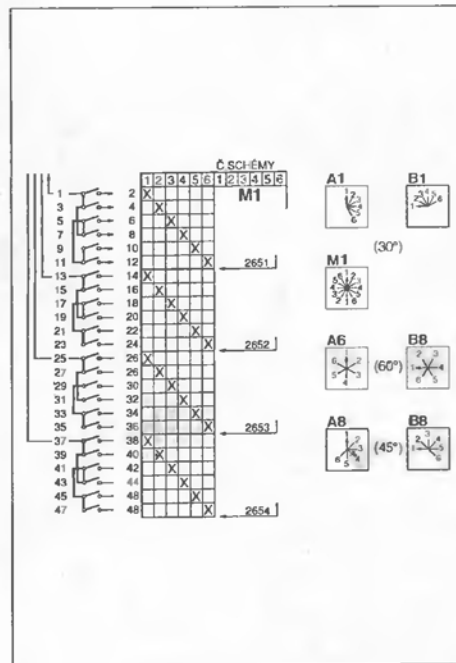 Č SCHÉMY
1 2 3 4 5 6 1 2 3 4 5 6
M1
1 2 X
3 4 X
5 6 X
7 8 X
9 10 X
11 12 X 2651
13 14 X
15 16 X
17 18 X
19 20 X
21 22 X
23 24 X 2652
25 26 X
27 26 X
29 30 X
31 32 X
33 34 X
35 36 X 2653
37 38 X
39 40 X
41 42 X
43 44 X
45 48 X
47 48 X 2654
A1 B1
(30°)
M1
A6 (60°) B8
A8 (45°) B8